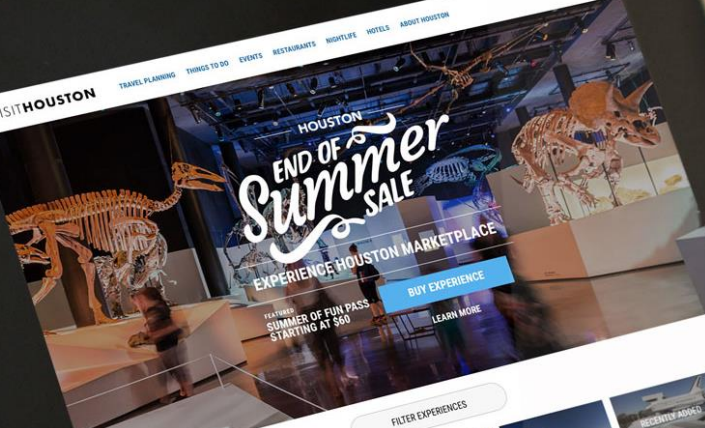 ISITHOUSTON
TRAVEL PLANNING THINGS TO DO EVENTS RESTAURANTS NIGHTLIFE HOTELS ABOUT HOUSTON
HOUSTON
END OF
Summer
SALE
EXPERIENCE HOUSTON MARKETPLACE
FEATURED
SUMMER OF FUN PASS
STARTING AT $60
BUY EXPERIENCE
LEARN MORE
FILTER EXPERIENCES
RECENTLY ADDED